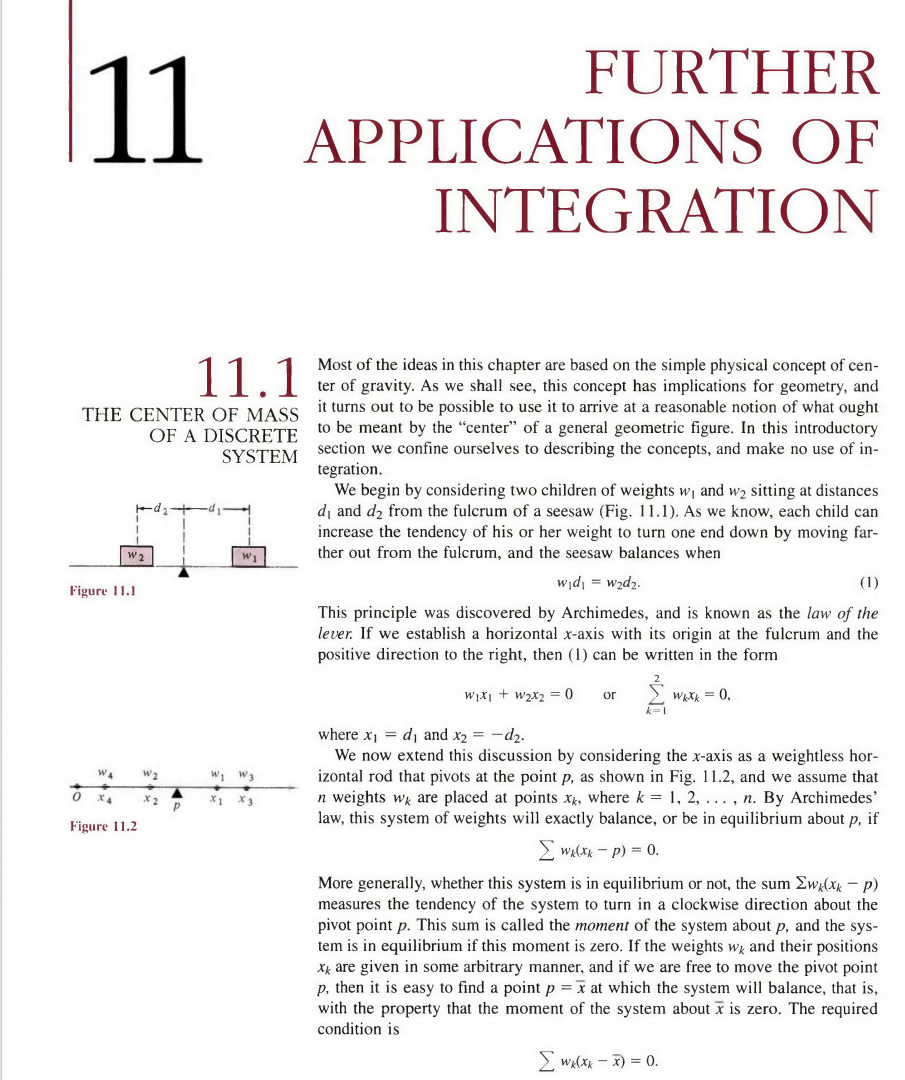 11
FURTHER
APPLICATIONS OF
INTEGRATION
11.1
THE CENTER OF MASS
OF A DISCRETE
SYSTEM
d₂ d₁
w₂ w₁
Figure 11.1
Most of the ideas in this chapter are based on the simple physical concept of cen-
ter of gravity. As we shall see, this concept has implications for geometry, and
it turns out to be possible to use it to arrive at a reasonable notion of what ought
to be meant by the “center” of a general geometric figure. In this introductory
section we confine ourselves to describing the concepts, and make no use of in-
tegration.
We begin by considering two children of weights w₁ and w₂ sitting at distances
d₁ and d₂ from the fulcrum of a seesaw (Fig. 11.1). As we know, each child can
increase the tendency of his or her weight to turn one end down by moving far-
ther out from the fulcrum, and the seesaw balances when
w₁d₁ = w₂d₂. (1)
This principle was discovered by Archimedes, and is known as the law of the
lever. If we establish a horizontal x-axis with its origin at the fulcrum and the
positive direction to the right, then (1) can be written in the form
w₁x₁ + w₂x₂ = 0 or ∑_{k=1}^{2} wₖxₖ = 0,
where x₁ = d₁ and x₂ = −d₂.
We now extend this discussion by considering the x-axis as a weightless hor-
izontal rod that pivots at the point p, as shown in Fig. 11.2, and we assume that
n weights wₖ are placed at points xₖ, where k = 1, 2, . . . , n. By Archimedes’
law, this system of weights will exactly balance, or be in equilibrium about p, if
∑ wₖ(xₖ − p) = 0.
w₄ w₂ w₁ w₃
O x₄ x₂ p x₁ x₃
Figure 11.2
More generally, whether this system is in equilibrium or not, the sum Σwₖ(xₖ − p)
measures the tendency of the system to turn in a clockwise direction about the
pivot point p. This sum is called the moment of the system about p, and the sys-
tem is in equilibrium if this moment is zero. If the weights wₖ and their positions
xₖ are given in some arbitrary manner, and if we are free to move the pivot point
p, then it is easy to find a point p = x̄ at which the system will balance, that is,
with the property that the moment of the system about x̄ is zero. The required
condition is
∑ wₖ(xₖ − x̄) = 0.